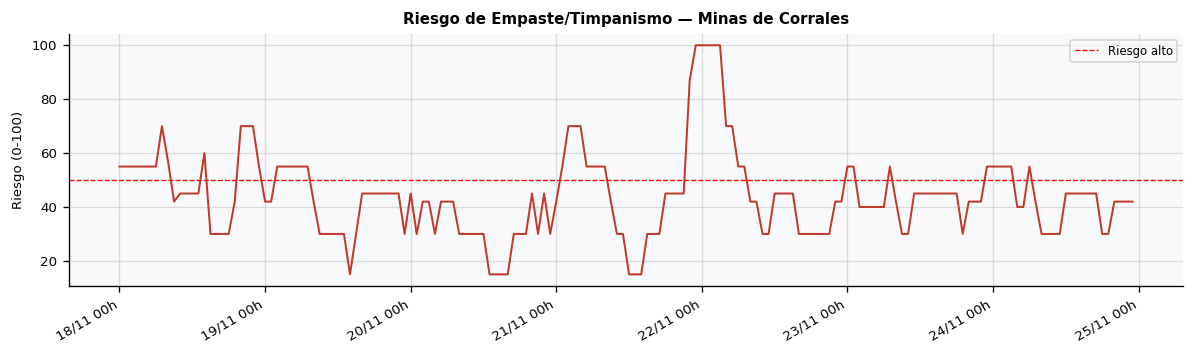 Riesgo de Empaste/Timpanismo — Minas de Corrales
Riesgo alto
Riesgo (0-100)
100
80
60
40
20
18/11 00h
19/11 00h
20/11 00h
21/11 00h
22/11 00h
23/11 00h
24/11 00h
25/11 00h